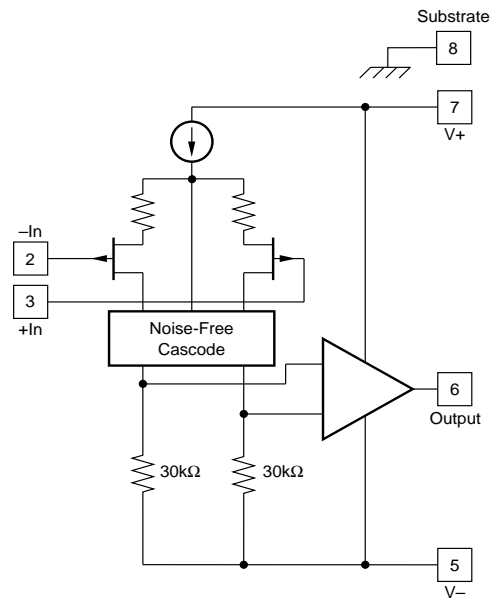 Substrate
8
7
V+
–In
2
3
+In
Noise-Free
Cascode
6
Output
30kΩ
30kΩ
5
V–